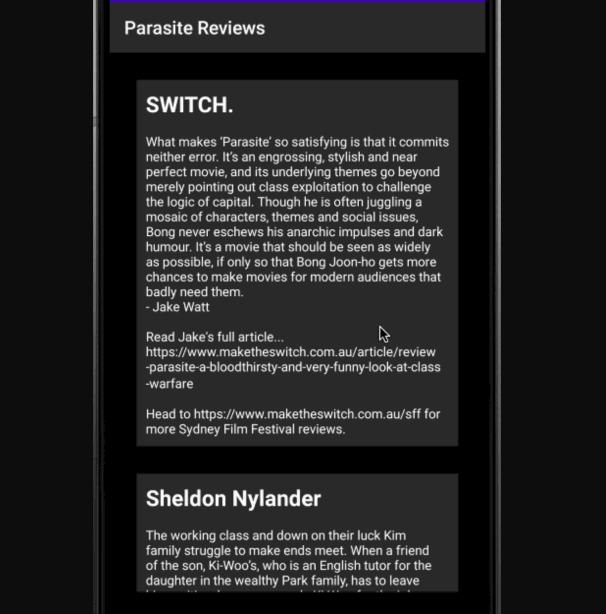 Parasite Reviews
SWITCH.
What makes ‘Parasite’ so satisfying is that it commits
neither error. It’s an engrossing, stylish and near
perfect movie, and its underlying themes go beyond
merely pointing out class exploitation to challenge
the logic of capital. Though he is often juggling a
mosaic of characters, themes and social issues,
Bong never eschews his anarchic impulses and dark
humour. It’s a movie that should be seen as widely
as possible, if only so that Bong Joon-ho gets more
chances to make movies for modern audiences that
badly need them.
- Jake Watt
Read Jake’s full article...
https://www.maketheswitch.com.au/article/review
-parasite-a-bloodthirsty-and-very-funny-look-at-class
-warfare
Head to https://www.maketheswitch.com.au/sff for
more Sydney Film Festival reviews.
Sheldon Nylander
The working class and down on their luck Kim
family struggle to make ends meet. When a friend
of the son, Ki-Woo’s, who is an English tutor for the
daughter in the wealthy Park family, has to leave